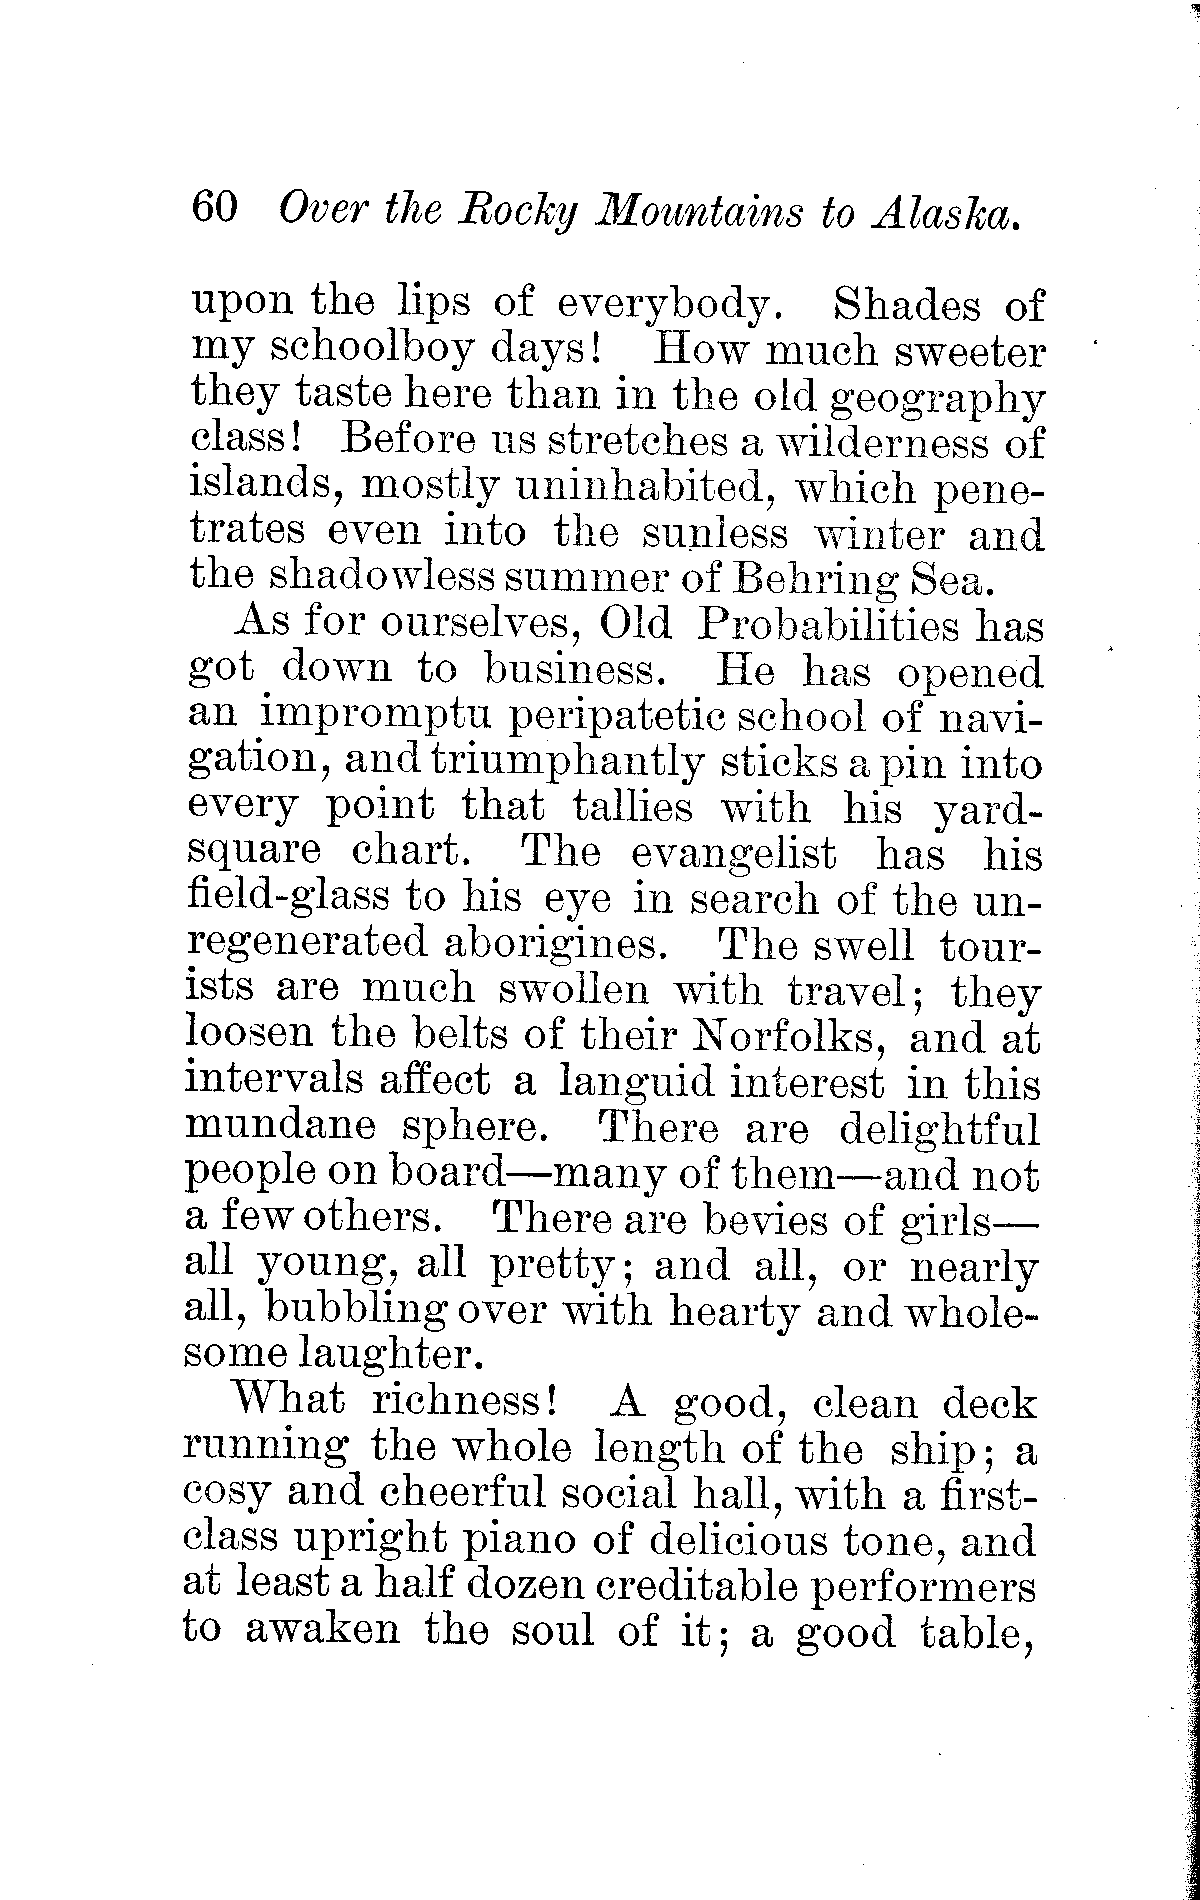 60 Over the Rocky Mountains to Alaska.
upon the lips of everybody. Shades of
my schoolboy days! How much sweeter
they taste here than in the old geography
class! Before us stretches a wilderness of
islands, mostly uninhabited, which pene-
trates even into the sunless winter and
the shadowless summer of Behring Sea.
As for ourselves, Old Probabilities has
got down to business. He has opened
an impromptu peripatetic school of navi-
gation, and triumphantly sticks a pin into
every point that tallies with his yard-
square chart. The evangelist has his
field-glass to his eye in search of the un-
regenerated aborigines. The swell tour-
ists are much swollen with travel; they
loosen the belts of their Norfolks, and at
intervals affect a languid interest in this
mundane sphere. There are delightful
people on board—many of them—and not
a few others. There are bevies of girls—
all young, all pretty; and all, or nearly
all, bubbling over with hearty and whole-
some laughter.
What richness! A good, clean deck
running the whole length of the ship; a
cosy and cheerful social hall, with a first-
class upright piano of delicious tone, and
at least a half dozen creditable performers
to awaken the soul of it; a good table,